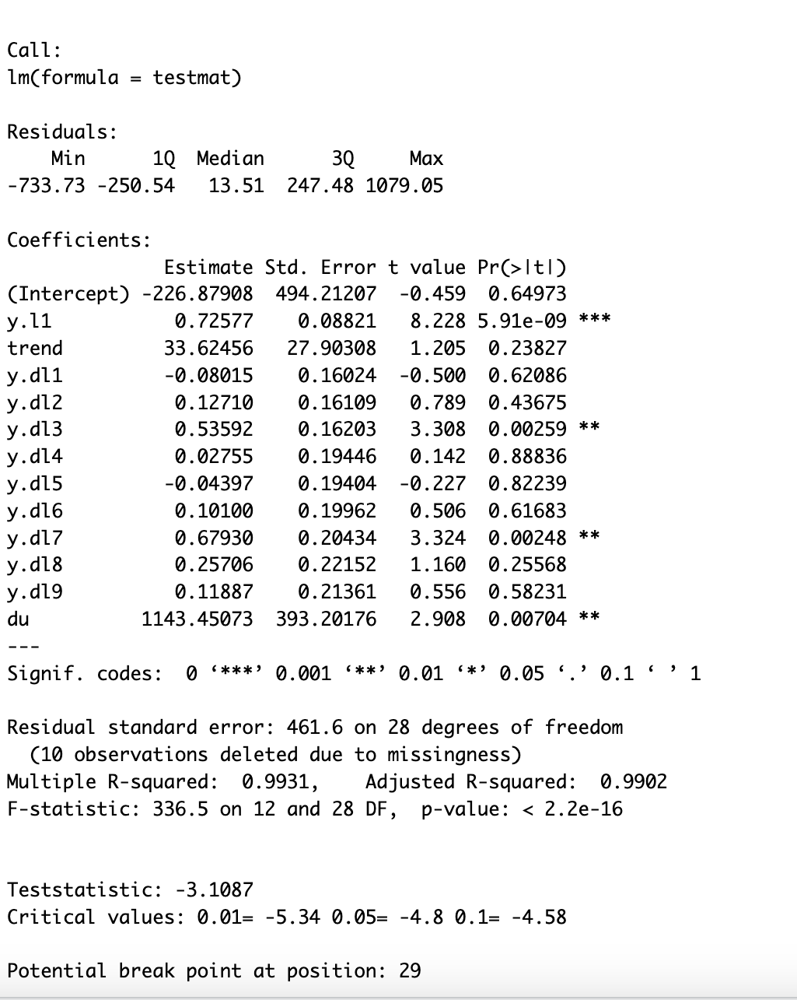 Call:
lm(formula = testmat)
Residuals:
    Min      1Q  Median      3Q     Max
-733.73 -250.54   13.51  247.48 1079.05
Coefficients:
              Estimate Std. Error t value Pr(>|t|)
(Intercept) -226.87908  494.21207  -0.459  0.64973
y.l1           0.72577    0.08821   8.228 5.91e-09 ***
trend         33.62456   27.90308   1.205  0.23827
y.dl1         -0.08015    0.16024  -0.500  0.62086
y.dl2          0.12710    0.16109   0.789  0.43675
y.dl3          0.53592    0.16203   3.308  0.00259 **
y.dl4          0.02755    0.19446   0.142  0.88836
y.dl5         -0.04397    0.19404  -0.227  0.82239
y.dl6          0.10100    0.19962   0.506  0.61683
y.dl7          0.67930    0.20434   3.324  0.00248 **
y.dl8          0.25706    0.22152   1.160  0.25568
y.dl9          0.11887    0.21361   0.556  0.58231
du          1143.45073  393.20176   2.908  0.00704 **
---
Signif. codes:  0 ‘***’ 0.001 ‘**’ 0.01 ‘*’ 0.05 ‘.’ 0.1 ‘ ’ 1
Residual standard error: 461.6 on 28 degrees of freedom
  (10 observations deleted due to missingness)
Multiple R-squared:  0.9931,    Adjusted R-squared:  0.9902
F-statistic: 336.5 on 12 and 28 DF,  p-value: < 2.2e-16
Teststatistic: -3.1087
Critical values: 0.01= -5.34 0.05= -4.8 0.1= -4.58
Potential break point at position: 29